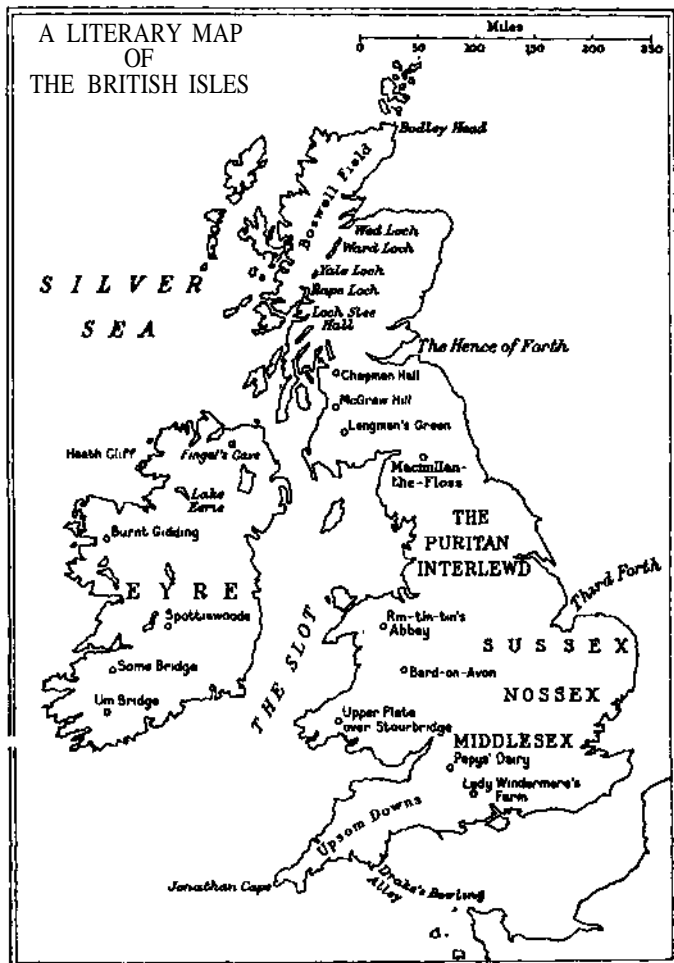 A LITERARY MAP
OF
THE BRITISH ISLES
Miles
0 50 100 150 200 250
Bodley Head
Boswell Field
Wed Loch
Ward Loch
Yale Loch
Rape Loch
Loch Stee
Hall
SILVER
SEA
The Hence of Forth
Chapman Hall
McGraw Hill
Longman's Green
Heath Cliff
Fingal's Cave
Macmillan-
the-Floss
Lake
Eerie
Burnt Gidding
THE
PURITAN
INTERLEWD
EYRE
Third Forth
Spottiswoode
THE SLOT
Rin-tin-tin's
Abbey
SUSSEX
Some Bridge
Bard-on-Avon
NOSSEX
Um Bridge
Upper Plate
over Stourbridge
MIDDLESEX
Pepys' Dairy
Lady Windermere's
Farm
Upsom Downs
Jonathan Cape
Drake's Bowling
Alley